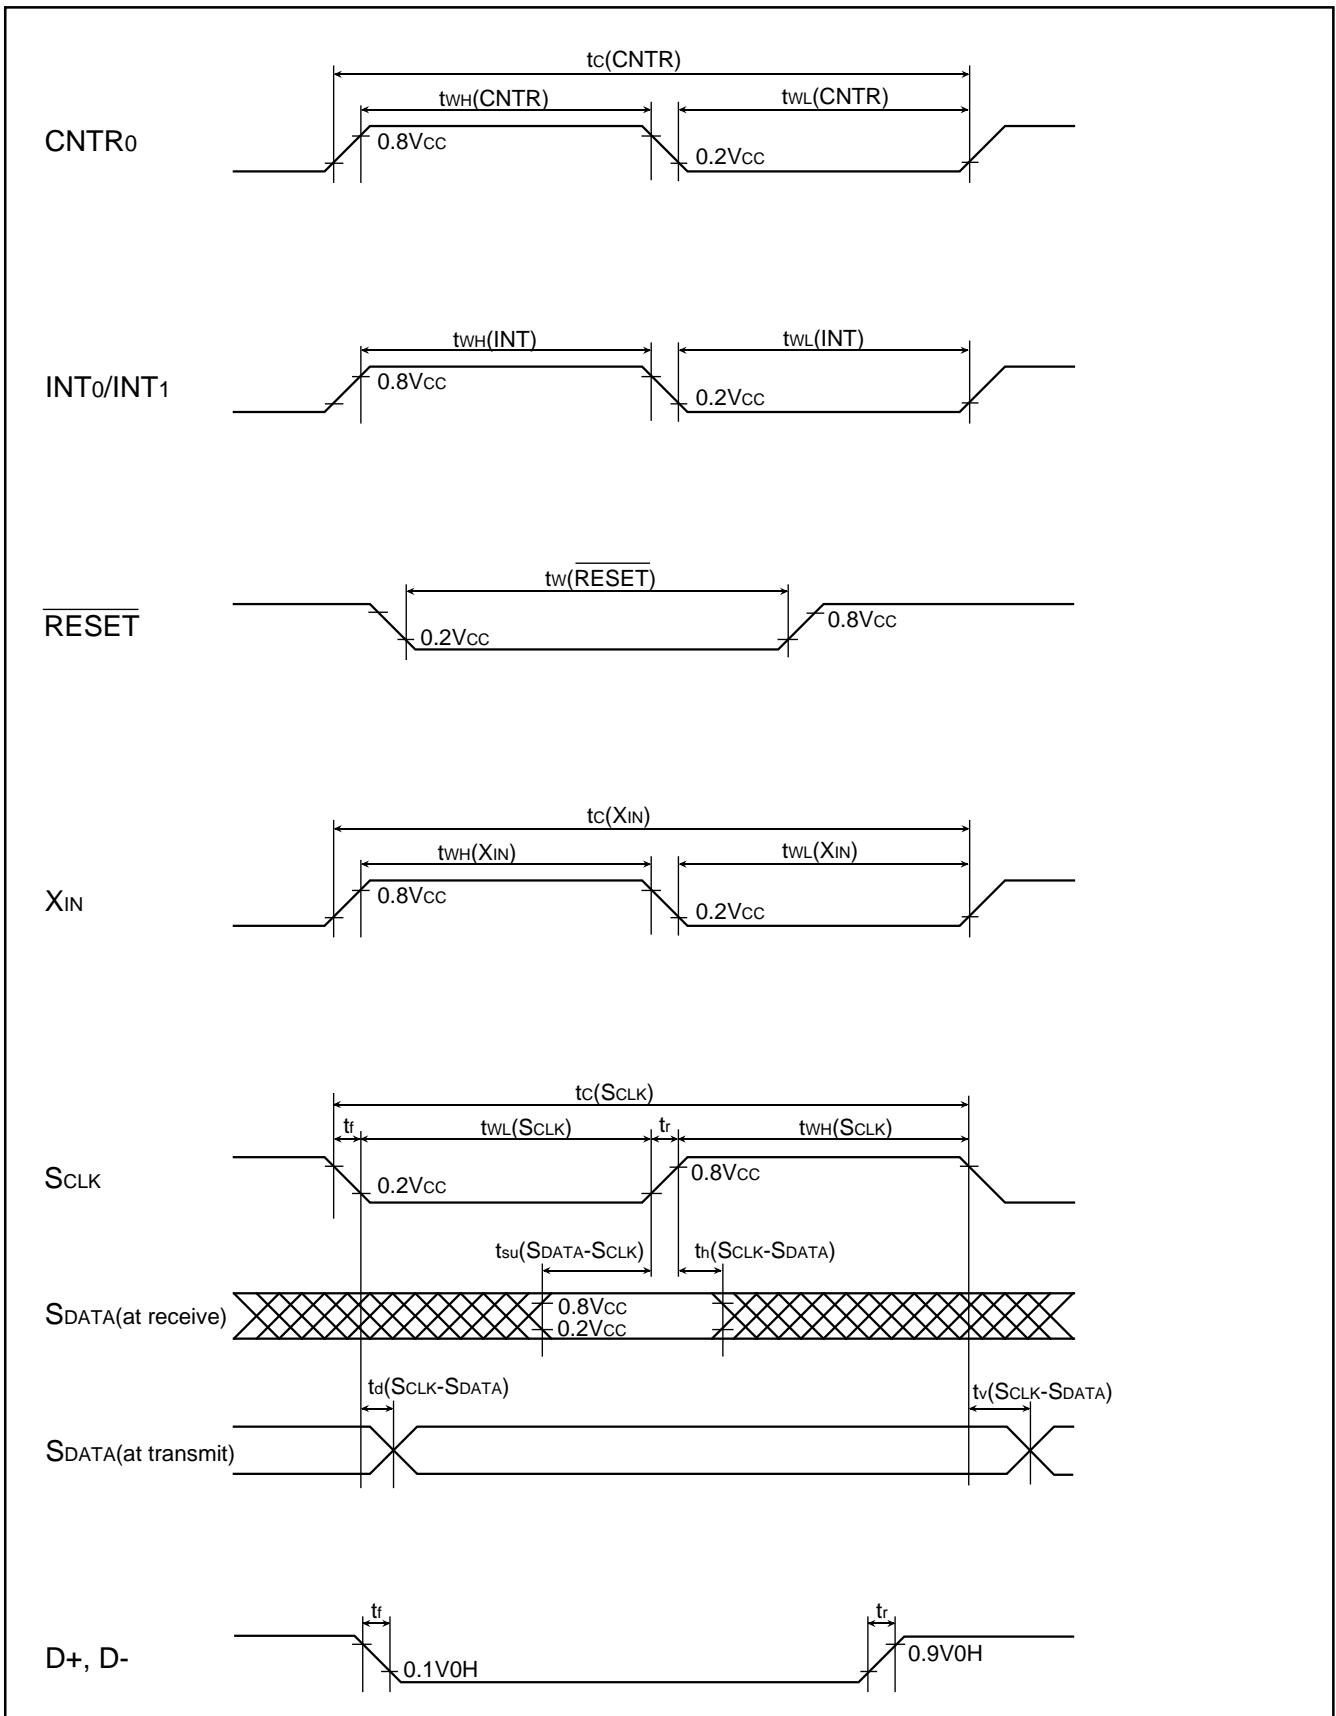 tC(CNTR)
tWH(CNTR)
tWL(CNTR)
CNTR0
0.8VCC
0.2VCC
tWH(INT)
tWL(INT)
INT0/INT1
0.8VCC
0.2VCC
tW(RESET)
RESET
0.2VCC
0.8VCC
tC(XIN)
tWH(XIN)
tWL(XIN)
XIN
0.8VCC
0.2VCC
tC(SCLK)
tf
tWL(SCLK)
tr
tWH(SCLK)
SCLK
0.2VCC
0.8VCC
tsu(SDATA-SCLK)
th(SCLK-SDATA)
SDATA(at receive)
0.8VCC
0.2VCC
td(SCLK-SDATA)
tv(SCLK-SDATA)
SDATA(at transmit)
tf
tr
D+, D-
0.1V0H
0.9V0H